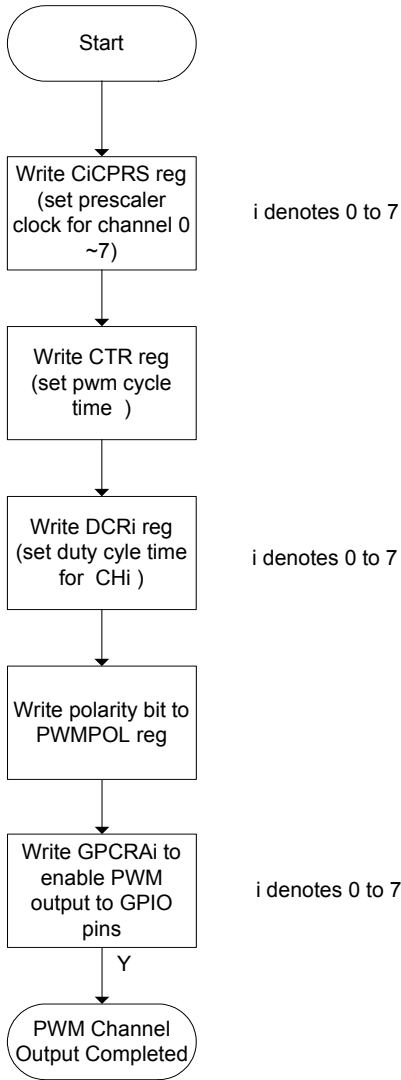 Start
Write CiCPRS reg
(set prescaler
clock for channel 0
~7)
i denotes 0 to 7
Write CTR reg
(set pwm cycle
time  )
Write DCRi reg
(set duty cyle time
for  CHi )
i denotes 0 to 7
Write polarity bit to
PWMPOL reg
Write GPCRAi to
enable PWM
output to GPIO
pins
i denotes 0 to 7
Y
PWM Channel
Output Completed